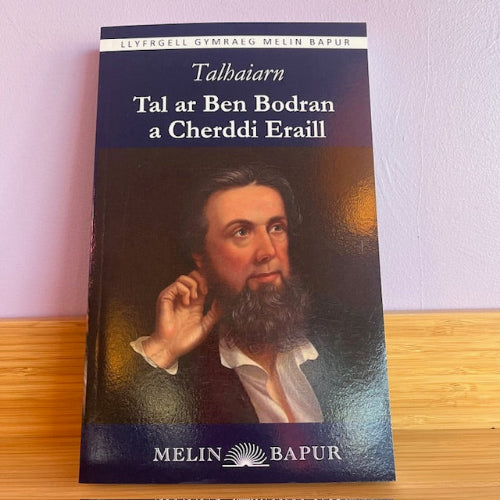 LLYFRGELL GYMRAEG MELIN BAPUR
Talhaiarn
Tal ar Ben Bodran
a Cherddi Eraill
MELIN BAPUR